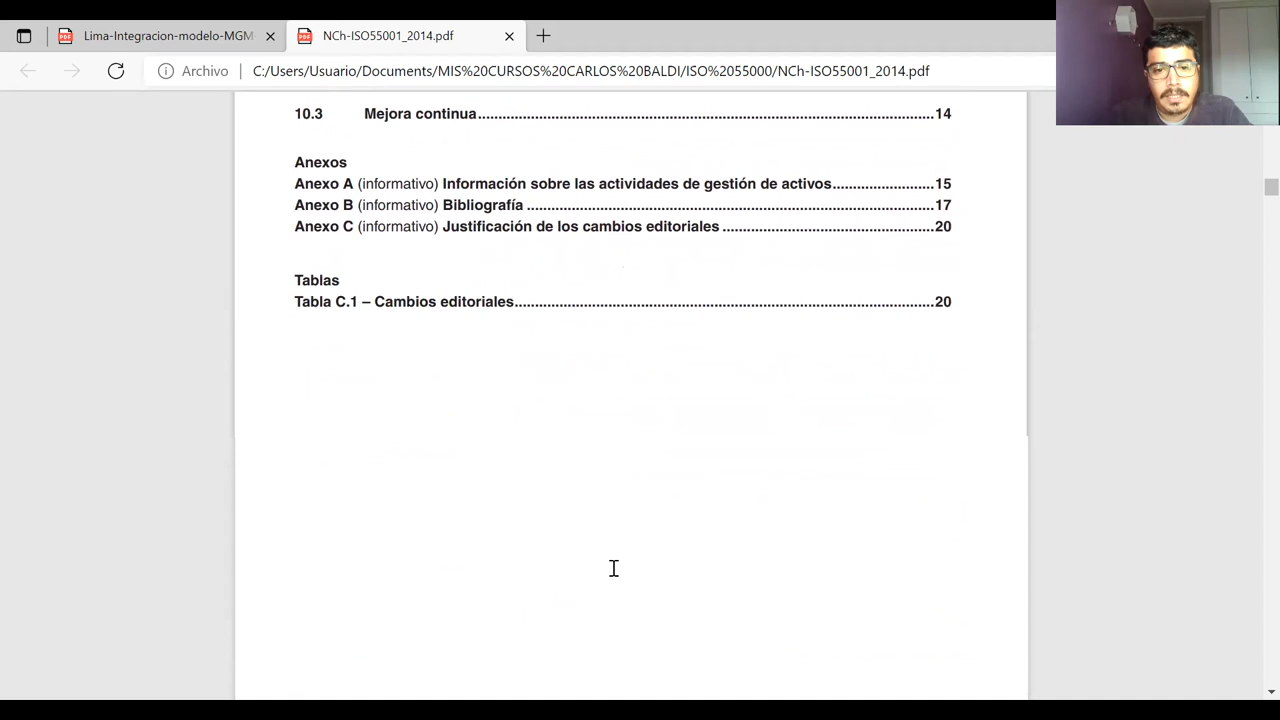 Lima-Integracion-modelo-MGM
NCh-ISO55001_2014.pdf
Archivo
C:/Users/Usuario/Documents/MIS%20CURSOS%20CARLOS%20BALDI/ISO%2055000/NCh-ISO55001_2014.pdf
10.3 Mejora continua..........................................................................................................14
Anexos
Anexo A (informativo) Información sobre las actividades de gestión de activos........................15
Anexo B (informativo) Bibliografía ...............................................................................................17
Anexo C (informativo) Justificación de los cambios editoriales .................................................20
Tablas
Tabla C.1 – Cambios editoriales..................................................................................................20